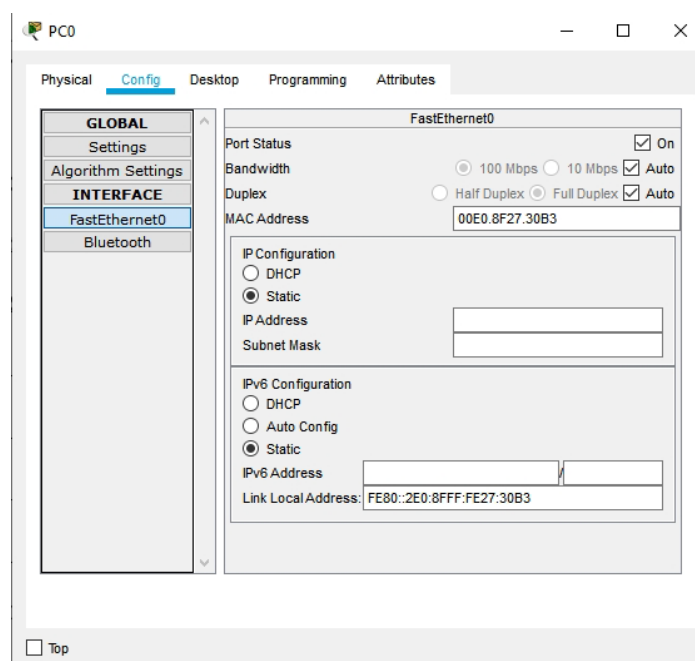 PC0
Physical Config Desktop Programming Attributes
GLOBAL
Settings
Algorithm Settings
INTERFACE
FastEthernet0
Bluetooth
FastEthernet0
Port Status On
Bandwidth 100 Mbps 10 Mbps Auto
Duplex Half Duplex Full Duplex Auto
MAC Address 00E0.8F27.30B3
IP Configuration
DHCP
Static
IP Address
Subnet Mask
IPv6 Configuration
DHCP
Auto Config
Static
IPv6 Address /
Link Local Address: FE80::2E0:8FFF:FE27:30B3
Top